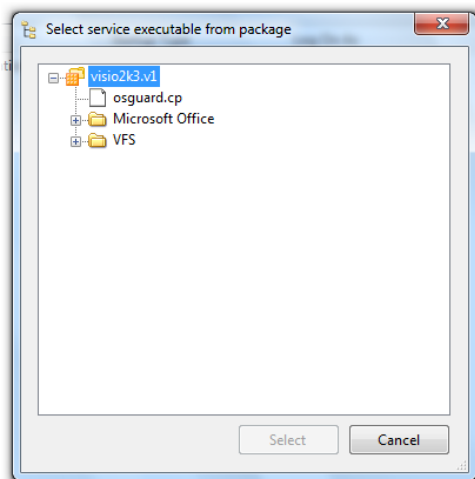 Select service executable from package
visio2k3.v1
osguard.cp
Microsoft Office
VFS
Select
Cancel